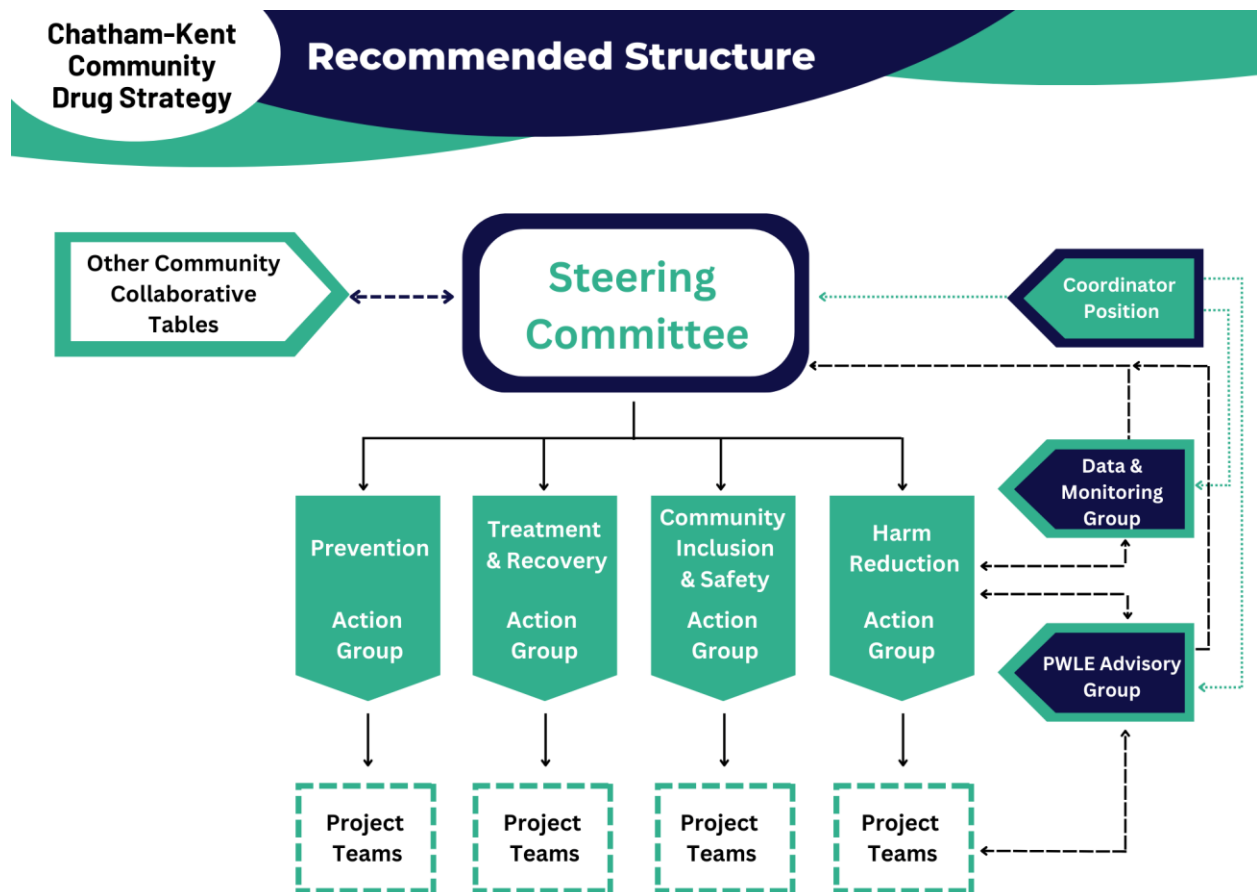 Chatham-Kent
Community
Drug Strategy
Recommended Structure
Other Community
Collaborative
Tables
Steering
Committee
Coordinator
Position
Data &
Monitoring
Group
PWLE Advisory
Group
Prevention
Action
Group
Treatment
& Recovery
Action
Group
Community
Inclusion
& Safety
Action
Group
Harm
Reduction
Action
Group
Project
Teams
Project
Teams
Project
Teams
Project
Teams